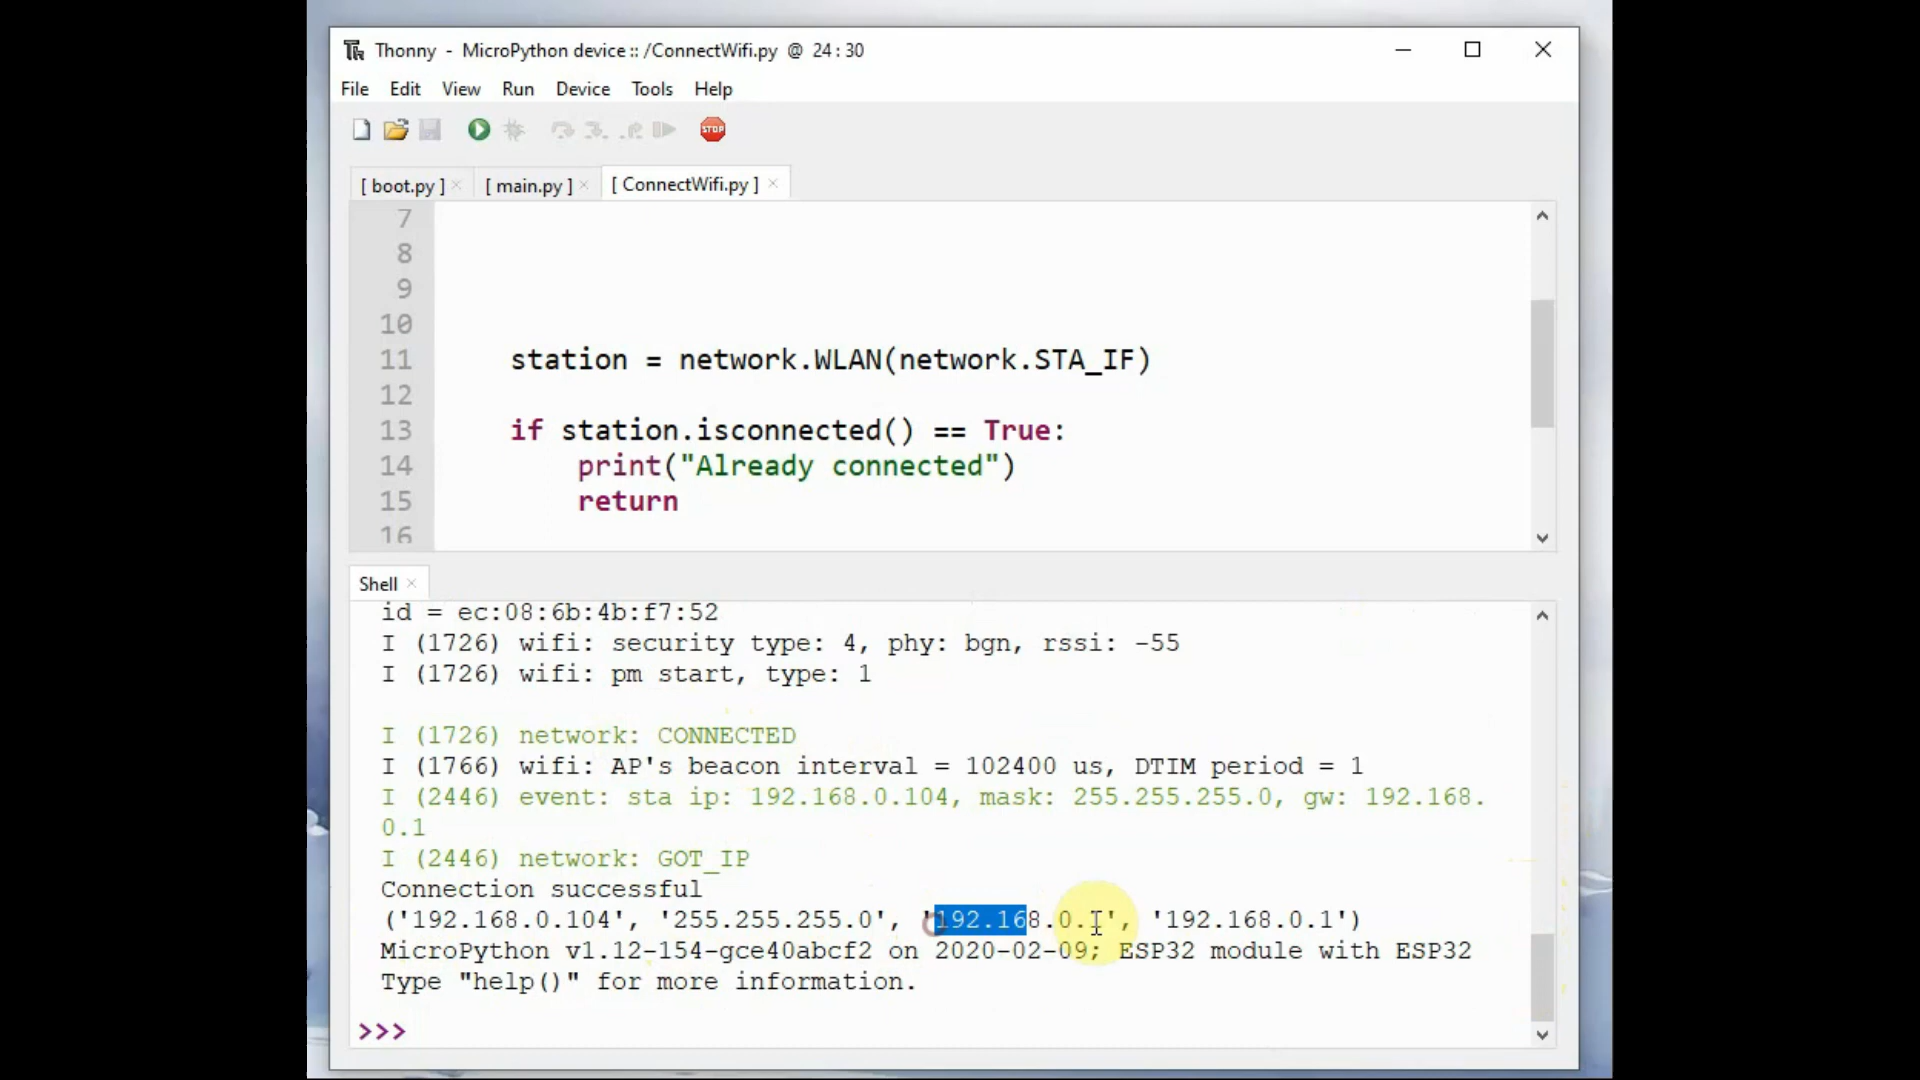 Thonny - MicroPython device :: /ConnectWifi.py @ 24:30
File Edit View Run Device Tools Help
STOP
[ boot.py ] × [ main.py ] × [ ConnectWifi.py ] ×
7
8
9
10
11 station = network.WLAN(network.STA_IF)
12
13 if station.isconnected() == True:
14 print("Already connected")
15 return
16
Shell ×
id = ec:08:6b:4b:f7:52
I (1726) wifi: security type: 4, phy: bgn, rssi: -55
I (1726) wifi: pm start, type: 1
I (1726) network: CONNECTED
I (1766) wifi: AP's beacon interval = 102400 us, DTIM period = 1
I (2446) event: sta ip: 192.168.0.104, mask: 255.255.255.0, gw: 192.168.
0.1
I (2446) network: GOT_IP
Connection successful
('192.168.0.104', '255.255.255.0', '192.168.0.1', '192.168.0.1')
MicroPython v1.12-154-gce40abcf2 on 2020-02-09; ESP32 module with ESP32
Type "help()" for more information.
>>>